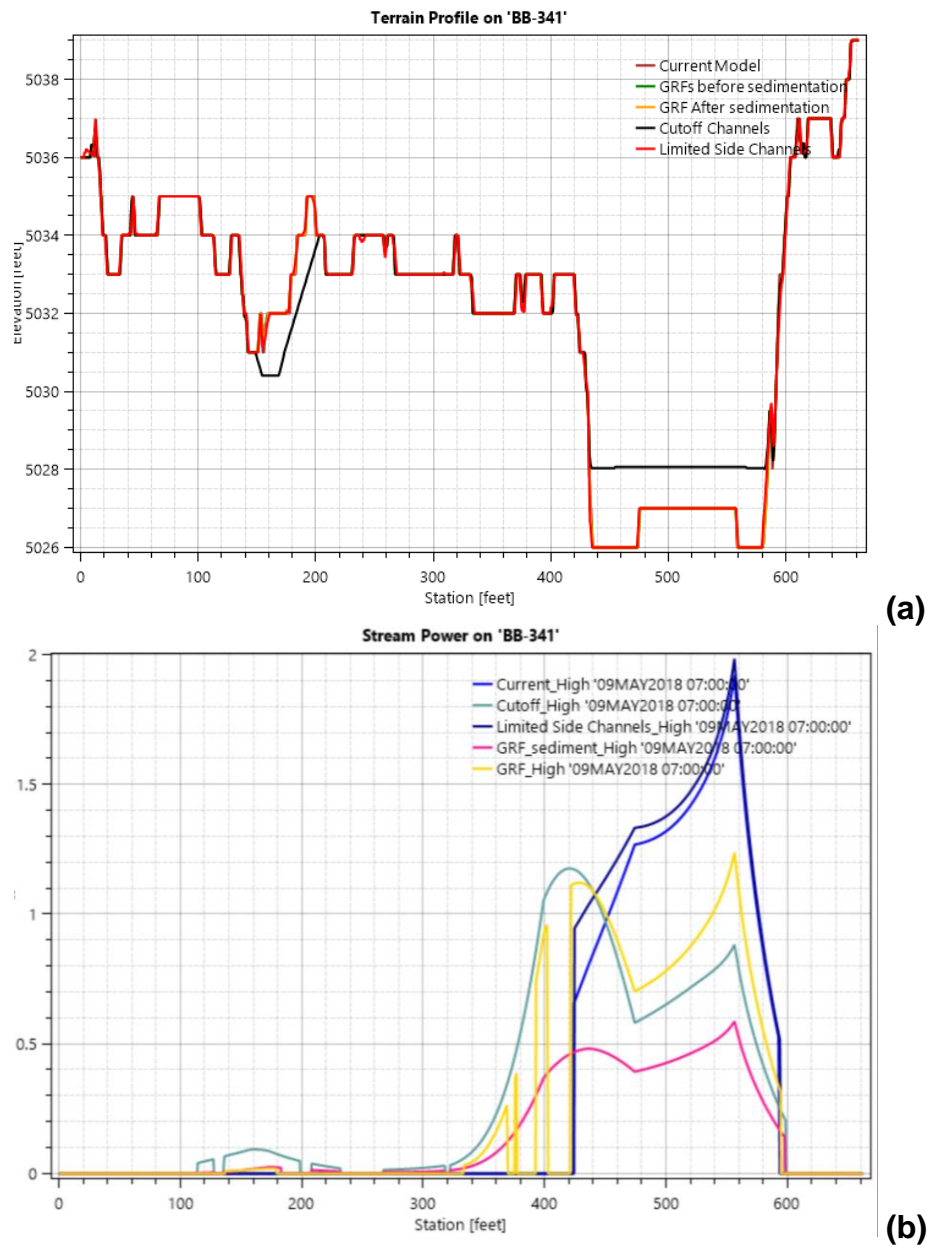 Terrain Profile on 'BB-341'
Current Model
GRFs before sedimentation
GRF After sedimentation
Cutoff Channels
Limited Side Channels
Elevation [feet]
5038
5036
5034
5032
5030
5028
5026
0 100 200 300 400 500 600
Station [feet]
(a)
Stream Power on 'BB-341'
Current_High '09MAY2018 07:00:00'
Cutoff_High '09MAY2018 07:00:00'
Limited Side Channels_High '09MAY2018 07:00:00'
GRF_sediment_High '09MAY2018 07:00:00'
GRF_High '09MAY2018 07:00:00'
2
1.5
1
0.5
0
0 100 200 300 400 500 600
Station [feet]
(b)